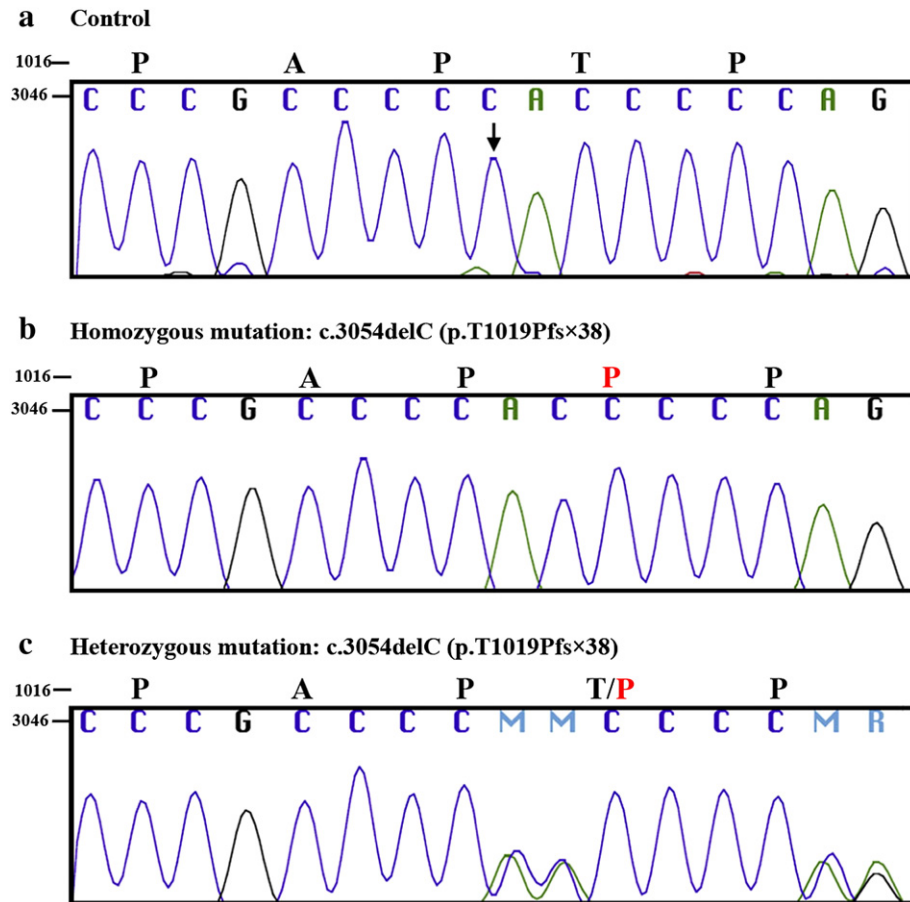 a Control
1016 P A P T P
3046 C C C G C C C C C A C C C C C A G
b Homozygous mutation: c.3054delC (p.T1019Pfs×38)
1016 P A P P P
3046 C C C G C C C C A C C C C C A G
c Heterozygous mutation: c.3054delC (p.T1019Pfs×38)
1016 P A P T/P P
3046 C C C G C C C C M M C C C C M R